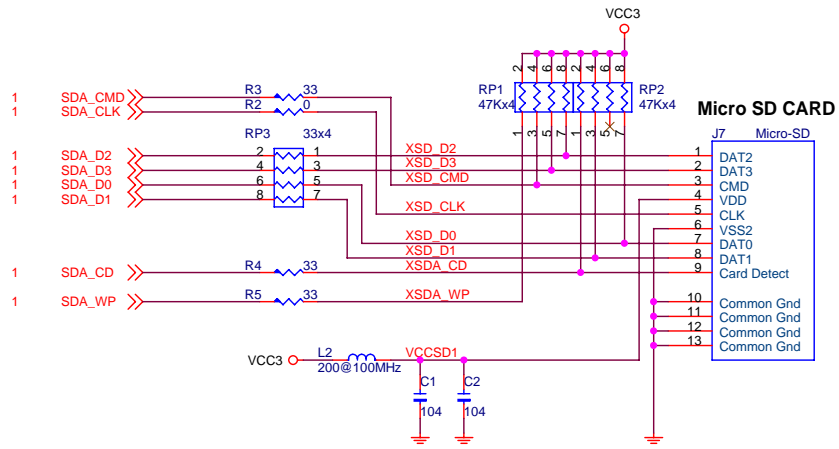 VCC3
2 4 6 8 2 4 6 8
RP1 RP2
47Kx4 47Kx4
1 3 5 7 1 3 5 7
1 SDA_CMD R3 33
1 SDA_CLK R2 0
RP3 33x4
1 SDA_D2 2 1 XSD_D2
1 SDA_D3 4 3 XSD_D3
1 SDA_D0 6 5 XSD_CMD
1 SDA_D1 8 7 XSD_CLK
XSD_D0
XSD_D1
1 SDA_CD R4 33 XSDA_CD
1 SDA_WP R5 33 XSDA_WP
Micro SD CARD
J7 Micro-SD
1 DAT2
2 DAT3
3 CMD
4 VDD
5 CLK
6 VSS2
7 DAT0
8 DAT1
9 Card Detect
10 Common Gnd
11 Common Gnd
12 Common Gnd
13 Common Gnd
VCC3 L2 VCCSD1
200@100MHz
C1 C2
104 104